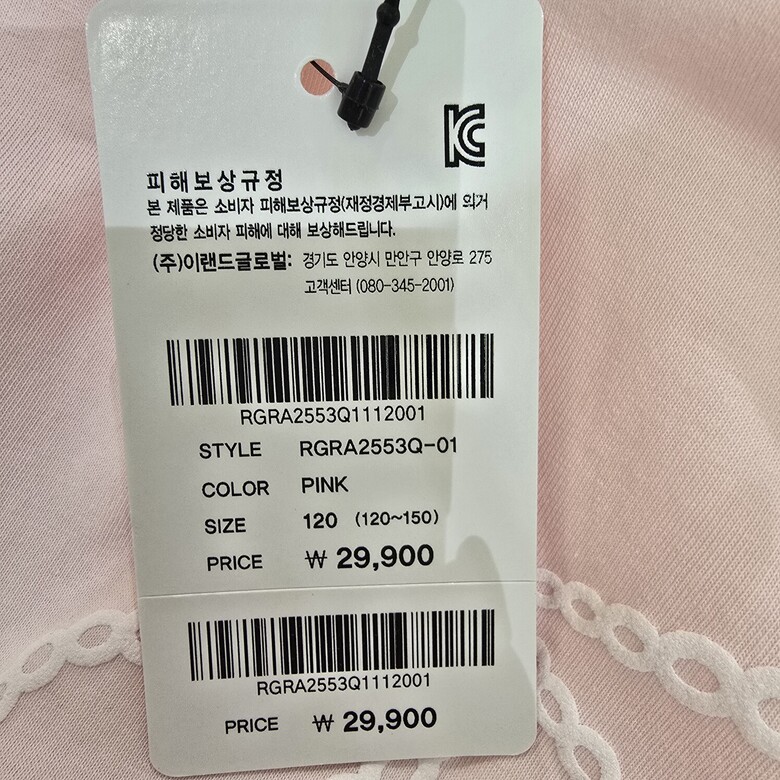 KC
피해보상규정
본 제품은 소비자 피해보상규정(재정경제부고시)에 의거
정당한 소비자 피해에 대해 보상해드립니다.
(주)이랜드글로벌: 경기도 안양시 만안구 안양로 275
고객센터 (080-345-2001)
RGRA2553Q1112001
STYLE RGRA2553Q-01
COLOR PINK
SIZE 120 (120~150)
PRICE ₩ 29,900
RGRA2553Q1112001
PRICE ₩ 29,900